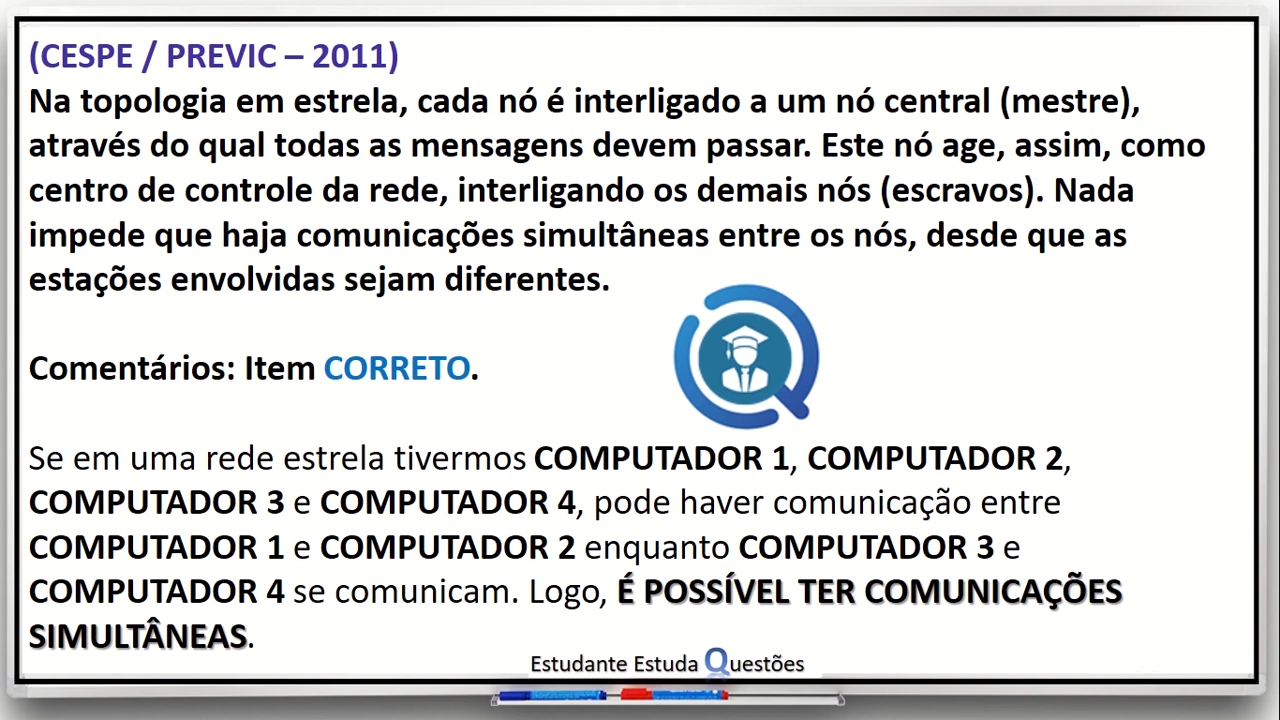 (CESPE / PREVIC – 2011)
Na topologia em estrela, cada nó é interligado a um nó central (mestre),
através do qual todas as mensagens devem passar. Este nó age, assim, como
centro de controle da rede, interligando os demais nós (escravos). Nada
impede que haja comunicações simultâneas entre os nós, desde que as
estações envolvidas sejam diferentes.
Comentários: Item CORRETO.
Se em uma rede estrela tivermos COMPUTADOR 1, COMPUTADOR 2,
COMPUTADOR 3 e COMPUTADOR 4, pode haver comunicação entre
COMPUTADOR 1 e COMPUTADOR 2 enquanto COMPUTADOR 3 e
COMPUTADOR 4 se comunicam. Logo, É POSSÍVEL TER COMUNICAÇÕES
SIMULTÂNEAS.
Estudante Estuda Questões